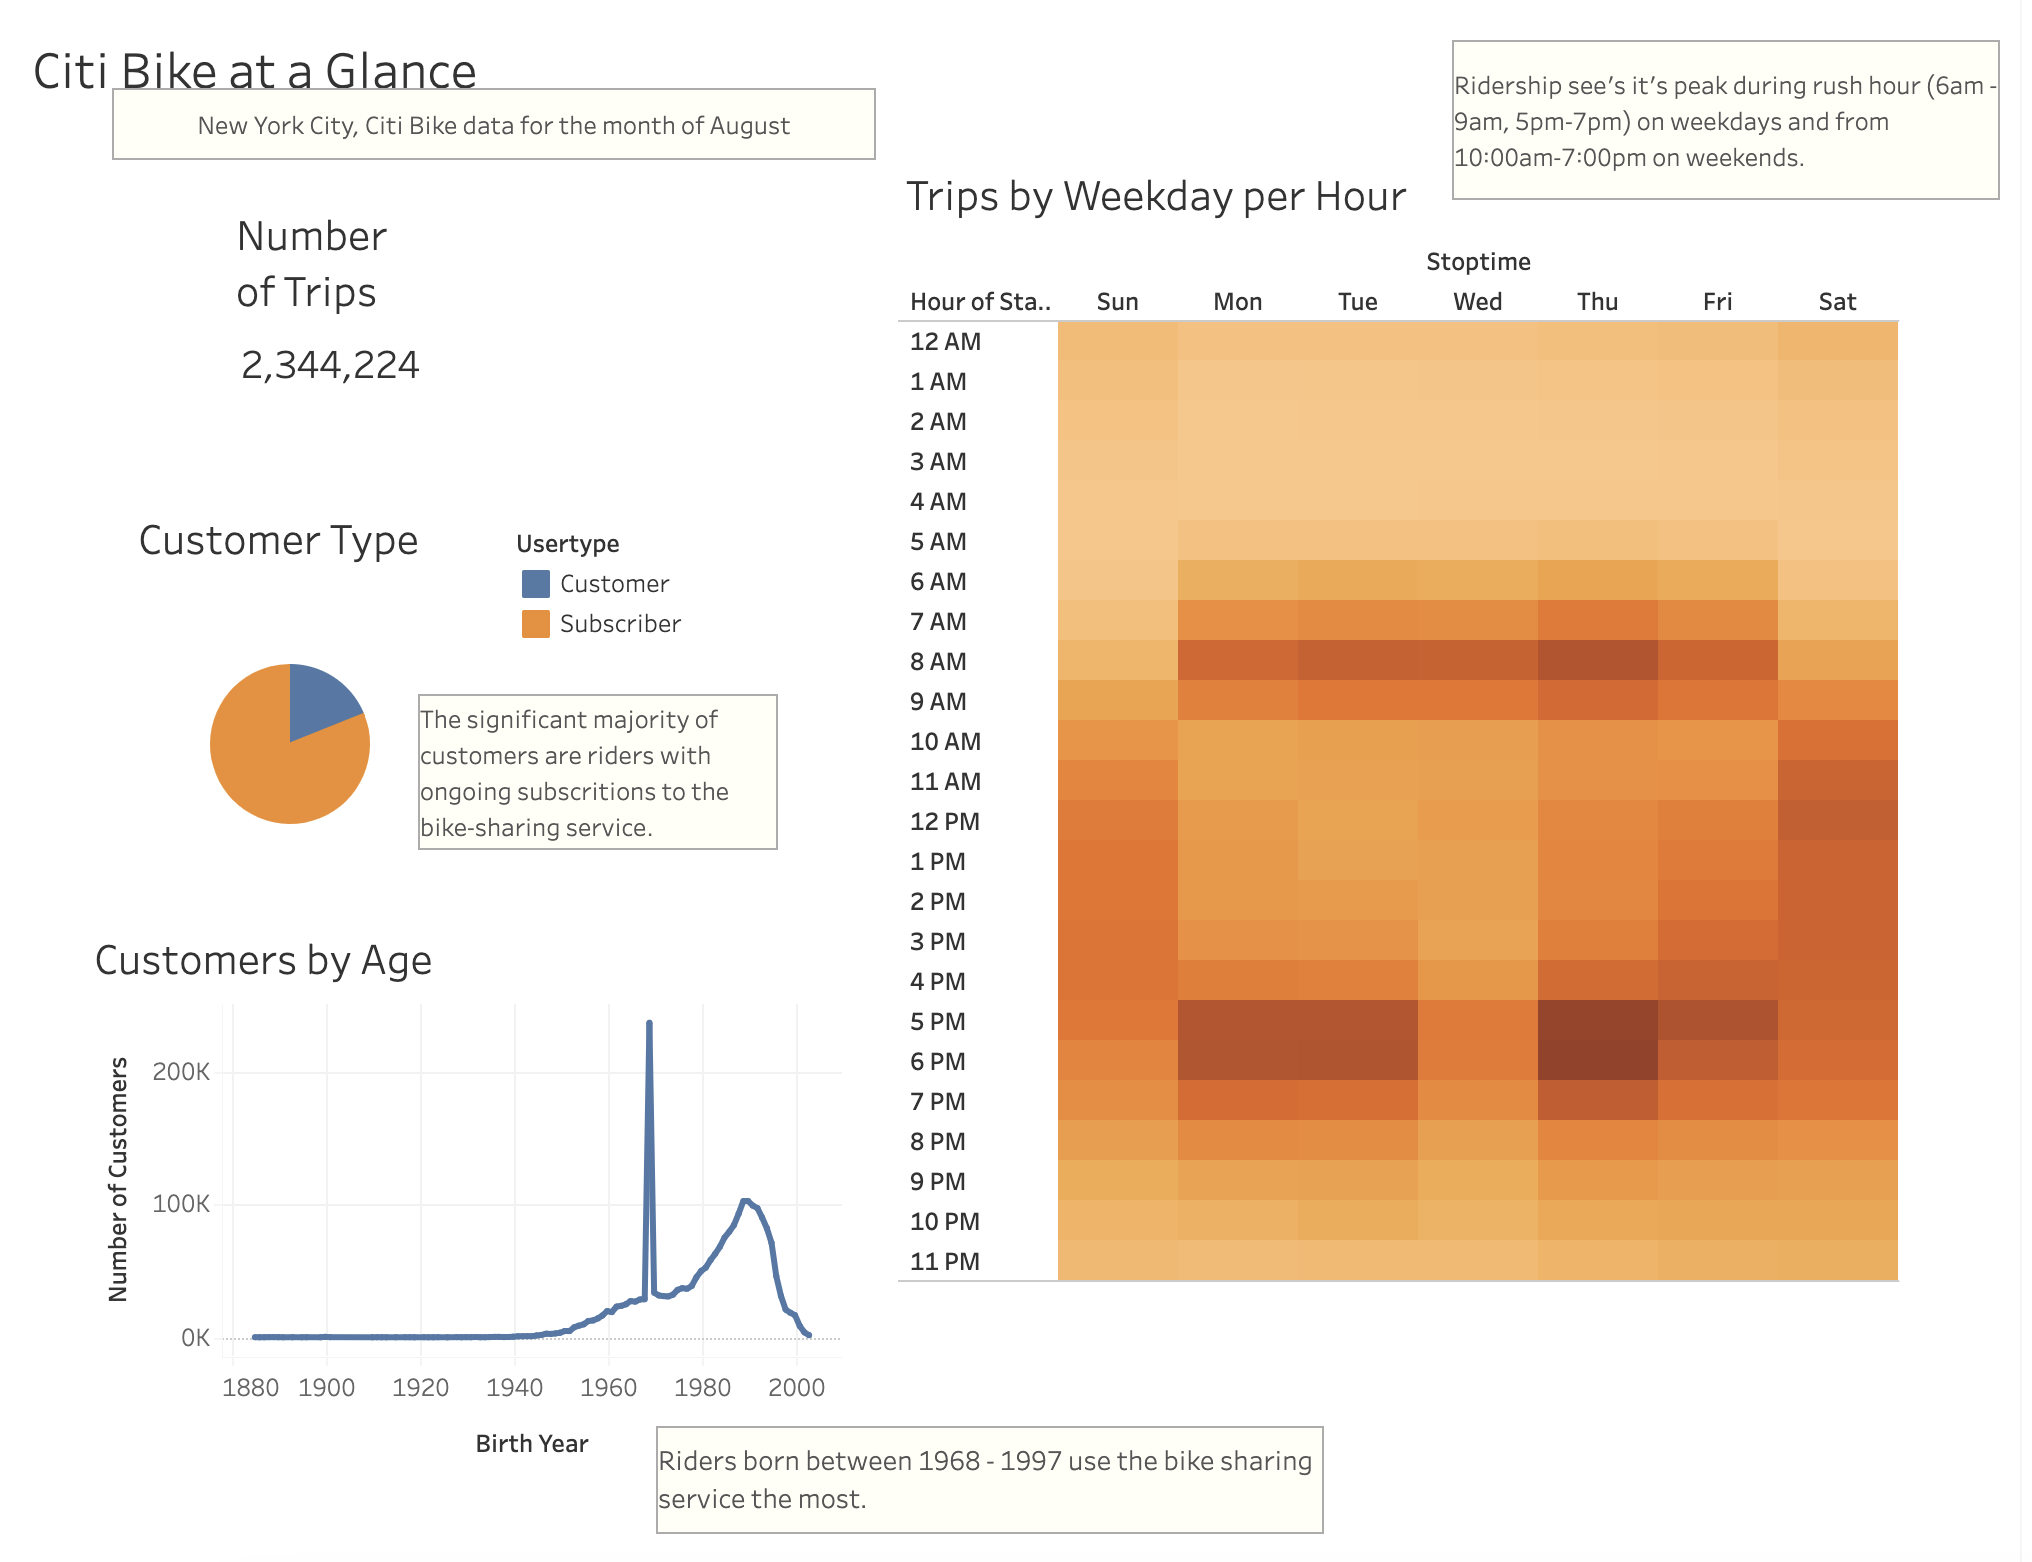 Citi Bike at a Glance
New York City, Citi Bike data for the month of August
Number
of Trips
2,344,224
Customer Type
Usertype
Customer
Subscriber
The significant majority of
customers are riders with
ongoing subscritions to the
bike-sharing service.
Customers by Age
Number of Customers
200K
100K
0K
1880 1900 1920 1940 1960 1980 2000
Birth Year
Riders born between 1968 - 1997 use the bike sharing
service the most.
Ridership see's it's peak during rush hour (6am -
9am, 5pm-7pm) on weekdays and from
10:00am-7:00pm on weekends.
Trips by Weekday per Hour
Stoptime
Hour of Sta.. Sun Mon Tue Wed Thu Fri Sat
12 AM
1 AM
2 AM
3 AM
4 AM
5 AM
6 AM
7 AM
8 AM
9 AM
10 AM
11 AM
12 PM
1 PM
2 PM
3 PM
4 PM
5 PM
6 PM
7 PM
8 PM
9 PM
10 PM
11 PM